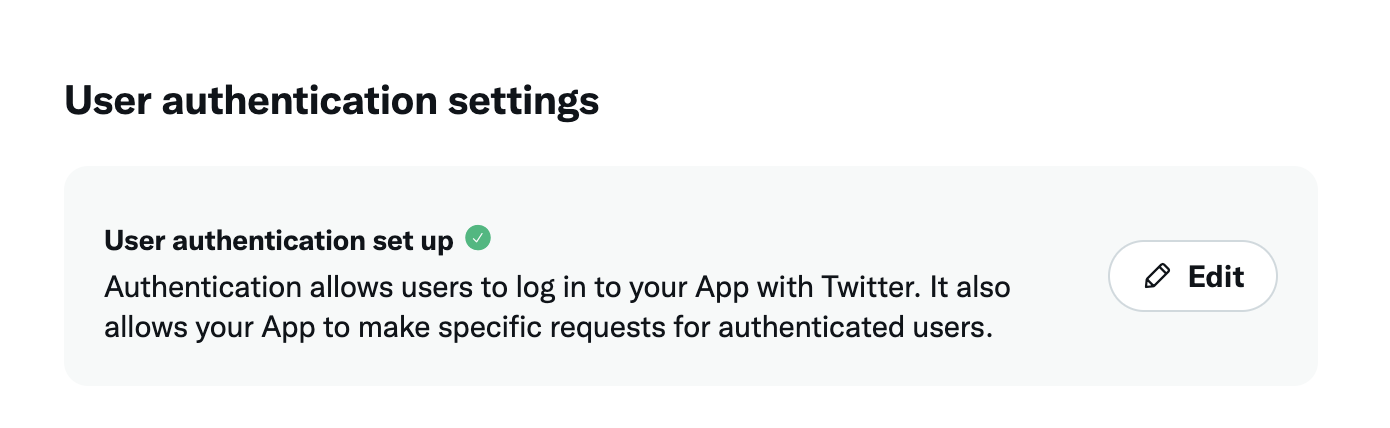 User authentication settings
User authentication set up
Authentication allows users to log in to your App with Twitter. It also
allows your App to make specific requests for authenticated users.
Edit